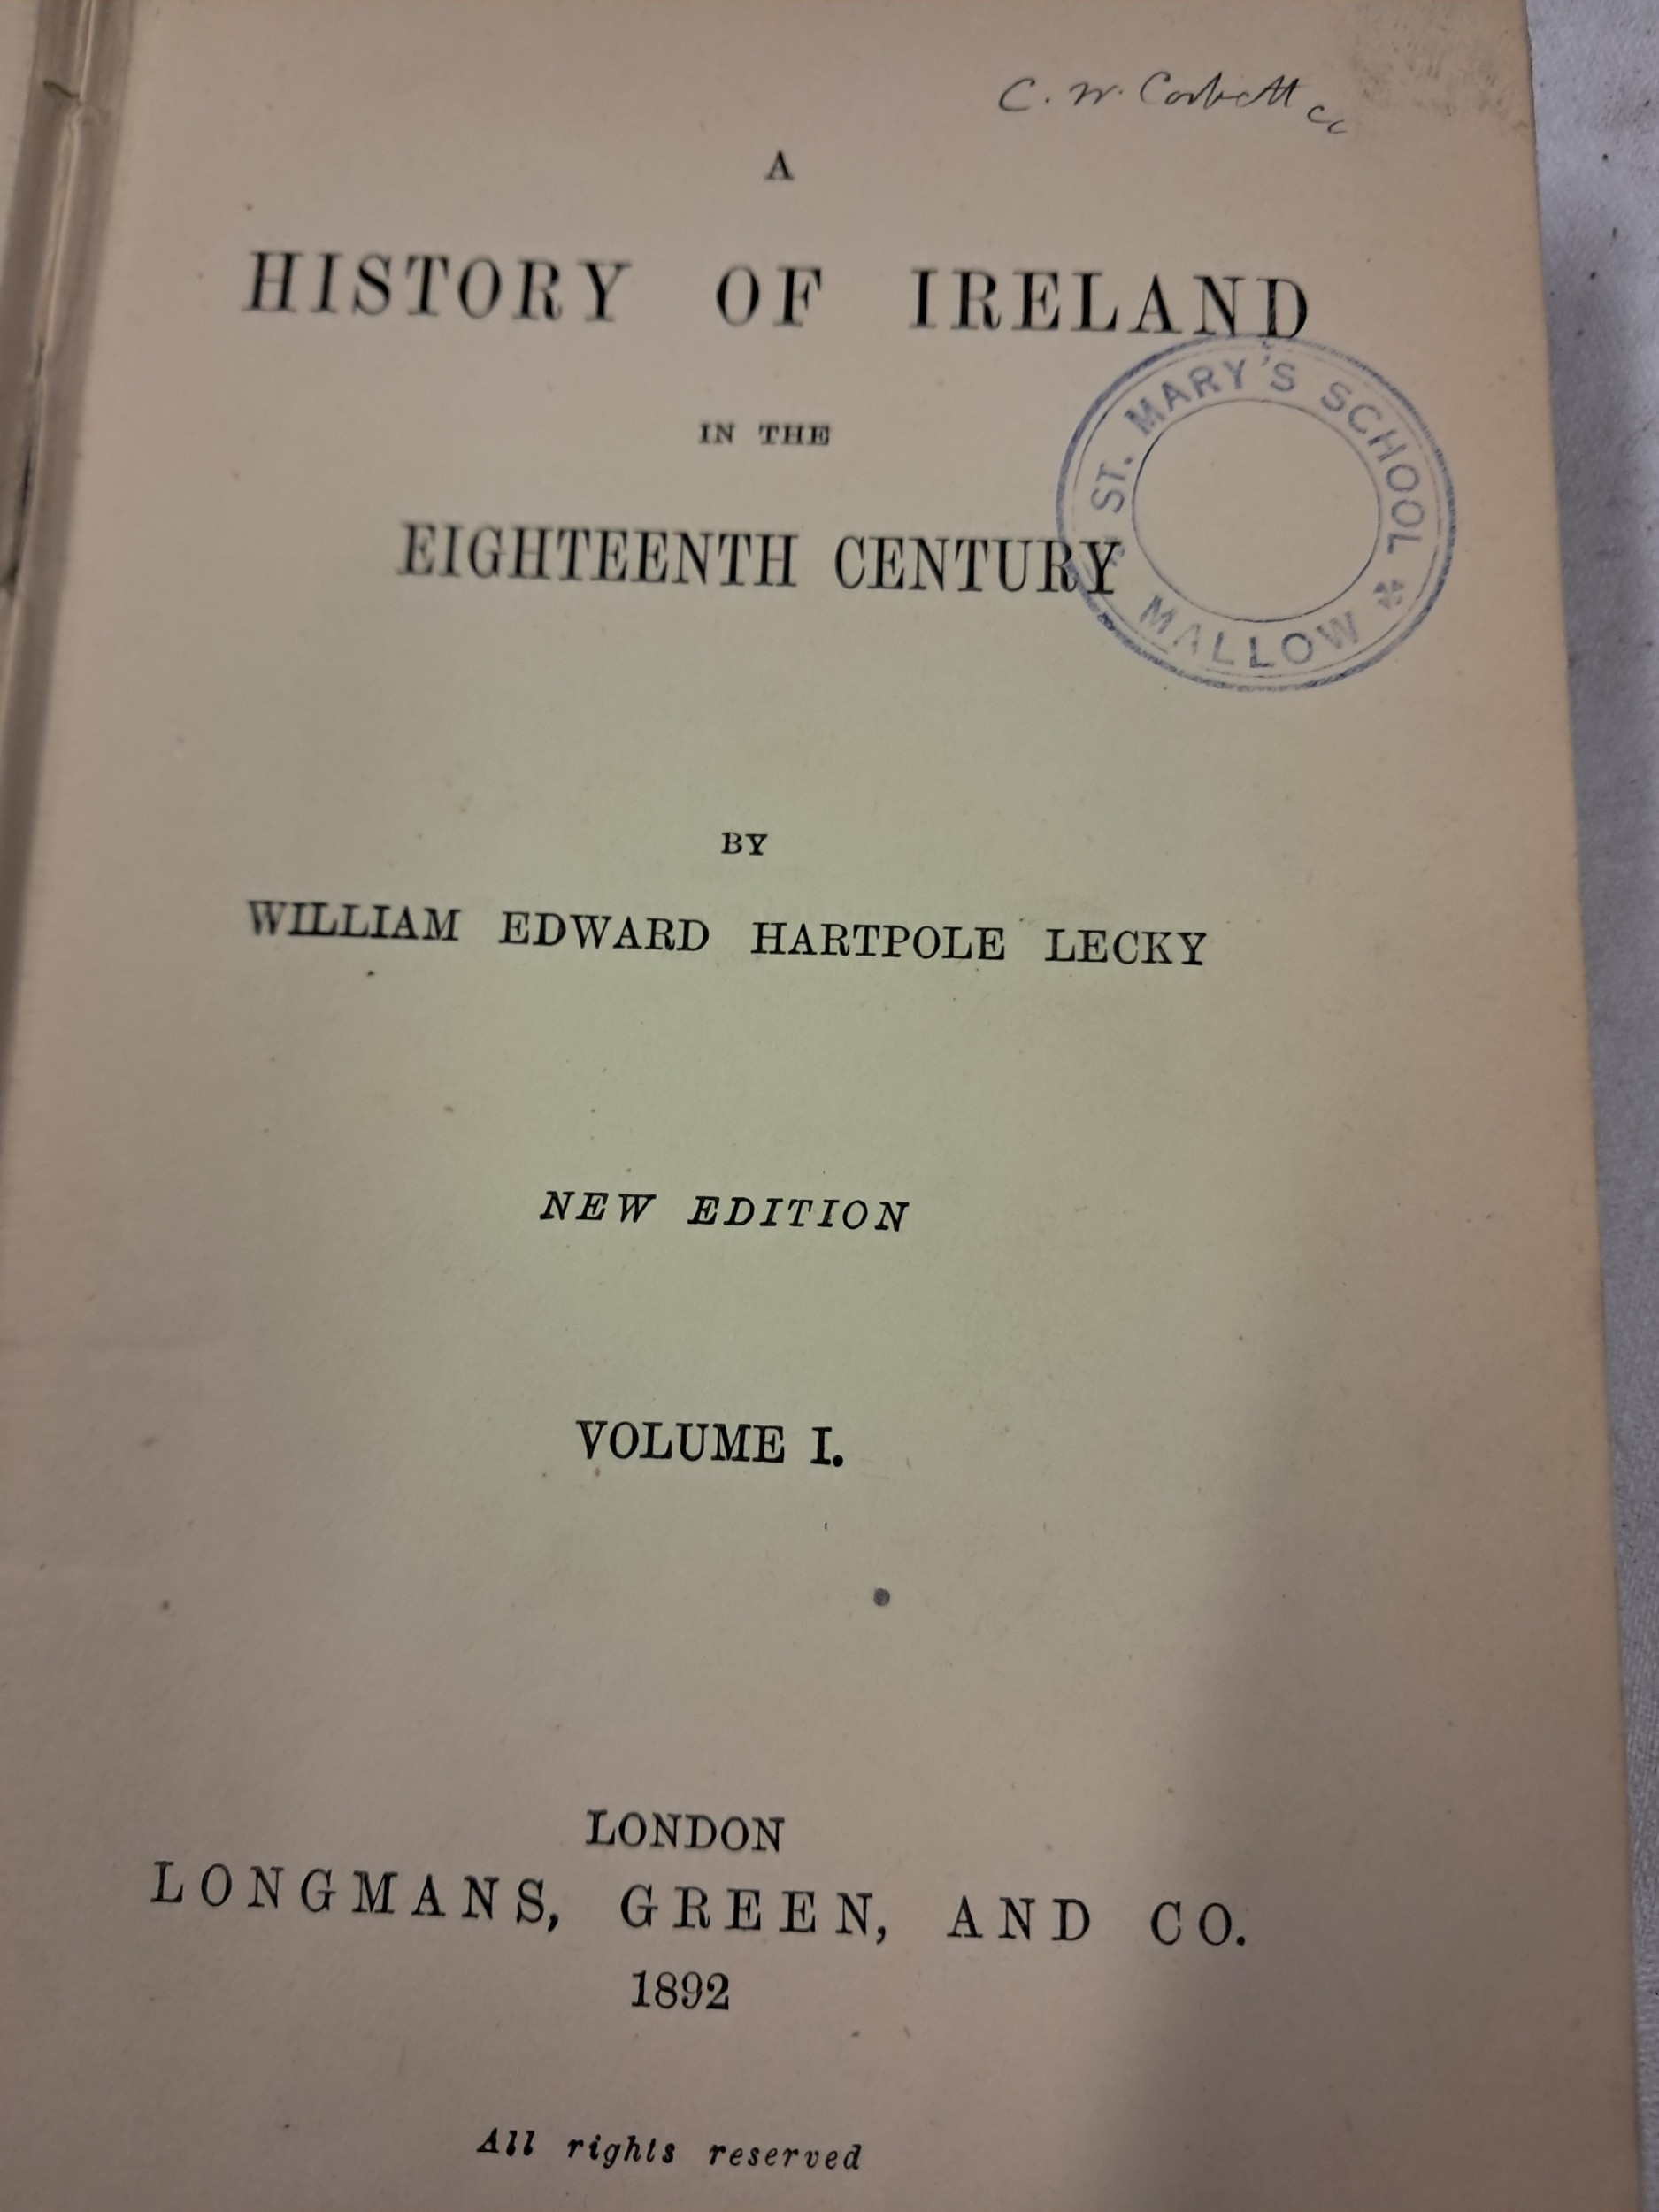 C. W. Corbett cc
A
HISTORY OF IRELAND
IN THE
EIGHTEENTH CENTURY
ST. MARY'S SCHOOL
MALLOW
BY
WILLIAM EDWARD HARTPOLE LECKY
NEW EDITION
VOLUME I.
LONDON
LONGMANS, GREEN, AND CO.
1892
All rights reserved